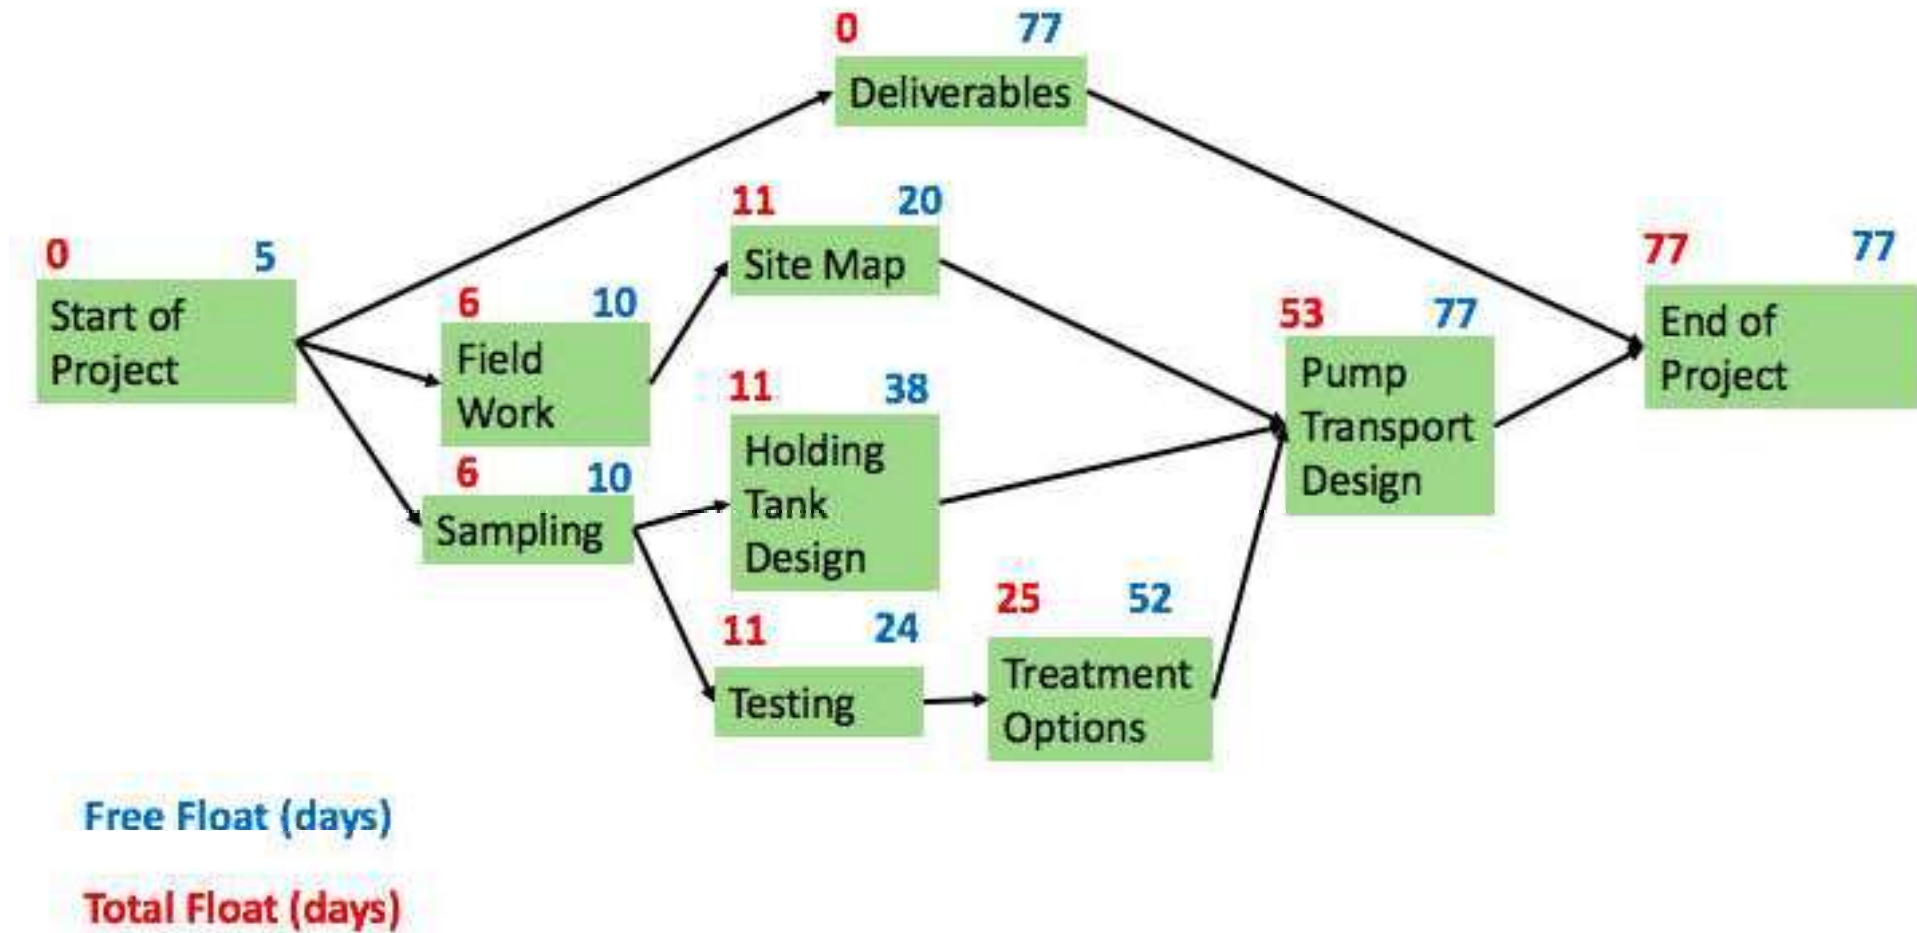 0 77
Deliverables
0 5
Start of
Project
6 10
Field
Work
11 20
Site Map
6 10
Sampling
11 38
Holding
Tank
Design
11 24
Testing
25 52
Treatment
Options
53 77
Pump
Transport
Design
77 77
End of
Project
Free Float (days)
Total Float (days)